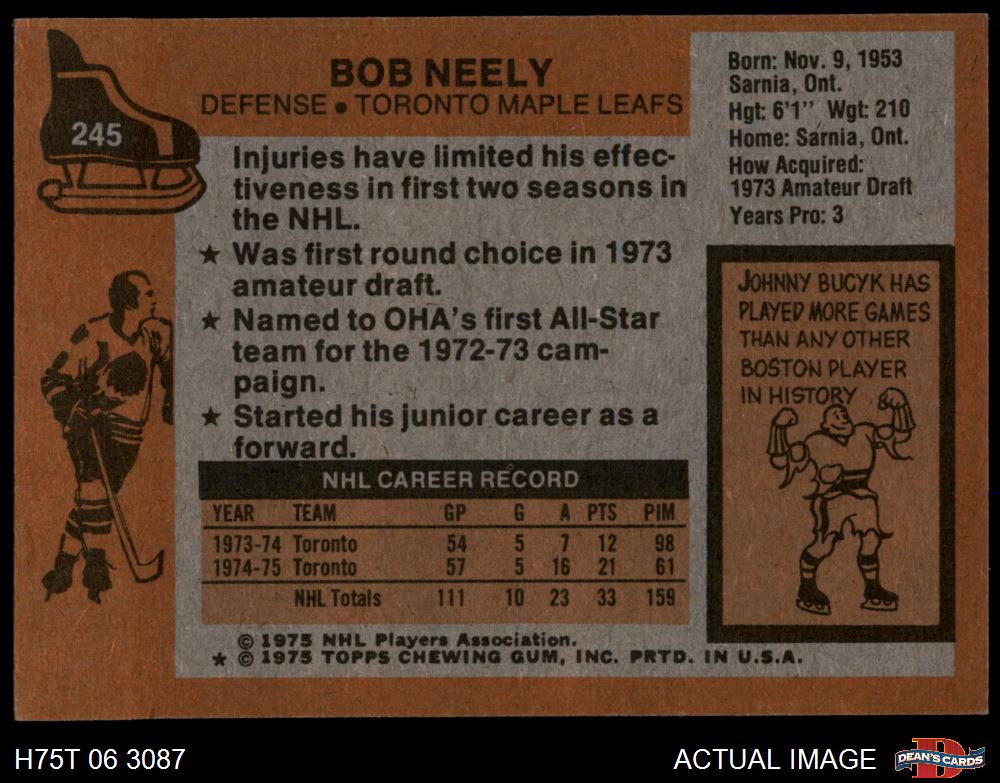 245
BOB NEELY
DEFENSE • TORONTO MAPLE LEAFS
Injuries have limited his effec-
tiveness in first two seasons in
the NHL.
★ Was first round choice in 1973
amateur draft.
★ Named to OHA's first All-Star
team for the 1972-73 cam-
paign.
★ Started his junior career as a
forward.
Born: Nov. 9, 1953
Sarnia, Ont.
Hgt: 6'1" Wgt: 210
Home: Sarnia, Ont.
How Acquired:
1973 Amateur Draft
Years Pro: 3
JOHNNY BUCYK HAS
PLAYED MORE GAMES
THAN ANY OTHER
BOSTON PLAYER
IN HISTORY
NHL CAREER RECORD
YEAR TEAM GP G A PTS PIM
1973-74 Toronto 54 5 7 12 98
1974-75 Toronto 57 5 16 21 61
NHL Totals 111 10 23 33 159
© 1975 NHL Players Association.
★ © 1975 TOPPS CHEWING GUM, INC. PRTD. IN U.S.A.
H75T 06 3087
ACTUAL IMAGE
D
DEAN'S CARDS